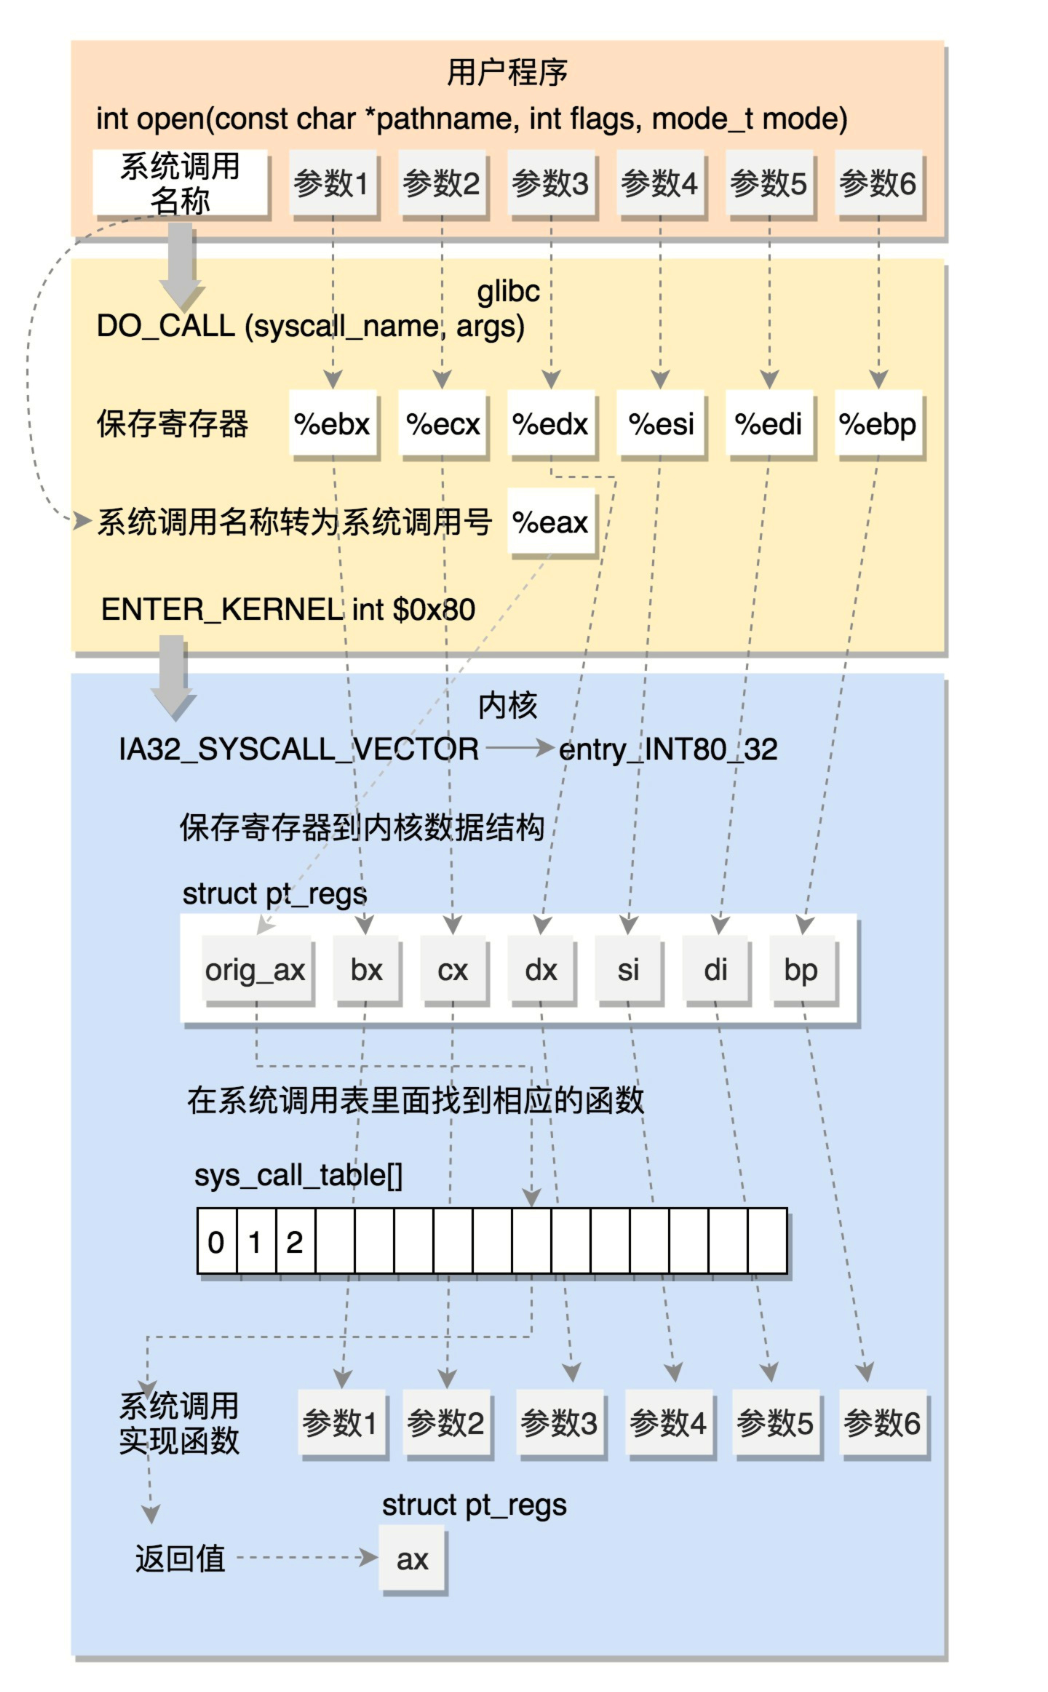 用户程序
int open(const char *pathname, int flags, mode_t mode)
系统调用
名称
参数1
参数2
参数3
参数4
参数5
参数6
glibc
DO_CALL (syscall_name, args)
保存寄存器
%ebx
%ecx
%edx
%esi
%edi
%ebp
系统调用名称转为系统调用号
%eax
ENTER_KERNEL int $0x80
内核
IA32_SYSCALL_VECTOR
entry_INT80_32
保存寄存器到内核数据结构
struct pt_regs
orig_ax
bx
cx
dx
si
di
bp
在系统调用表里面找到相应的函数
sys_call_table[]
0
1
2
系统调用
实现函数
参数1
参数2
参数3
参数4
参数5
参数6
struct pt_regs
返回值
ax